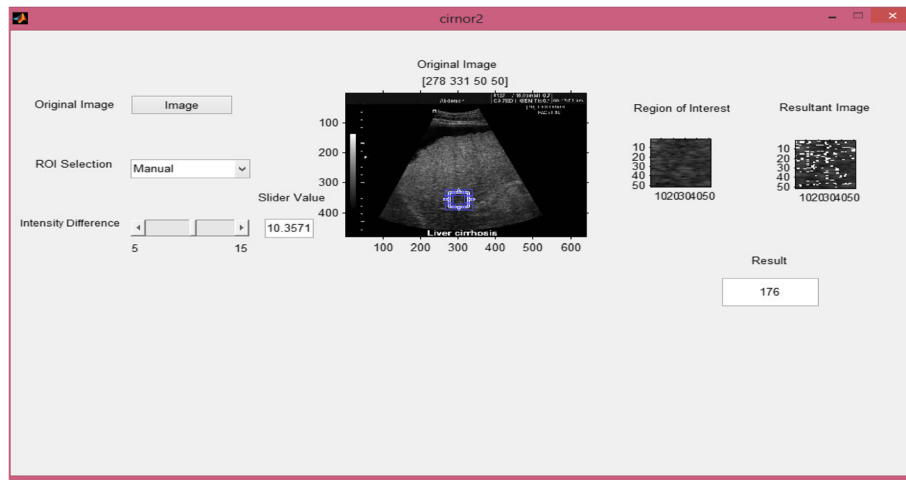 cirnor2
Original Image
[278 331 50 50]
Original Image
Image
ROI Selection
Manual
Intensity Difference
5
15
Slider Value
10.3571
100
200
300
400
Abdomen
Liver cirrhosis
100 200 300 400 500 600
Region of Interest
10
20
30
40
50
1020304050
Resultant Image
10
20
30
40
50
1020304050
Result
176